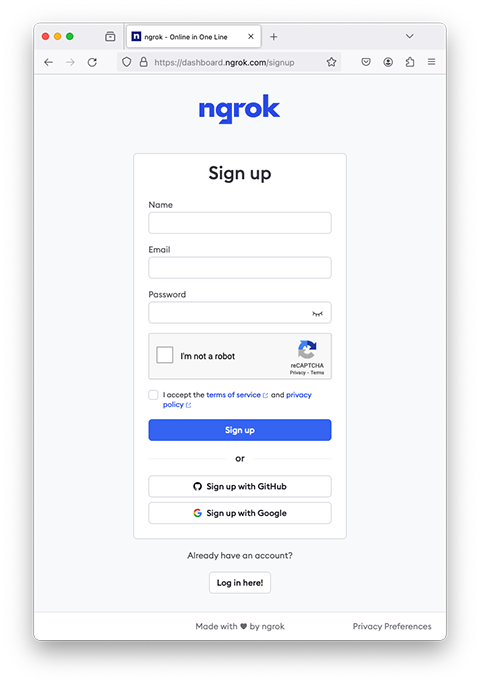 ngrok - Online in One Line
https://dashboard.ngrok.com/signup
ngrok
Sign up
Name
Email
Password
I'm not a robot
reCAPTCHA
Privacy - Terms
I accept the terms of service and privacy
policy
Sign up
or
Sign up with GitHub
Sign up with Google
Already have an account?
Log in here!
Made with by ngrok
Privacy Preferences